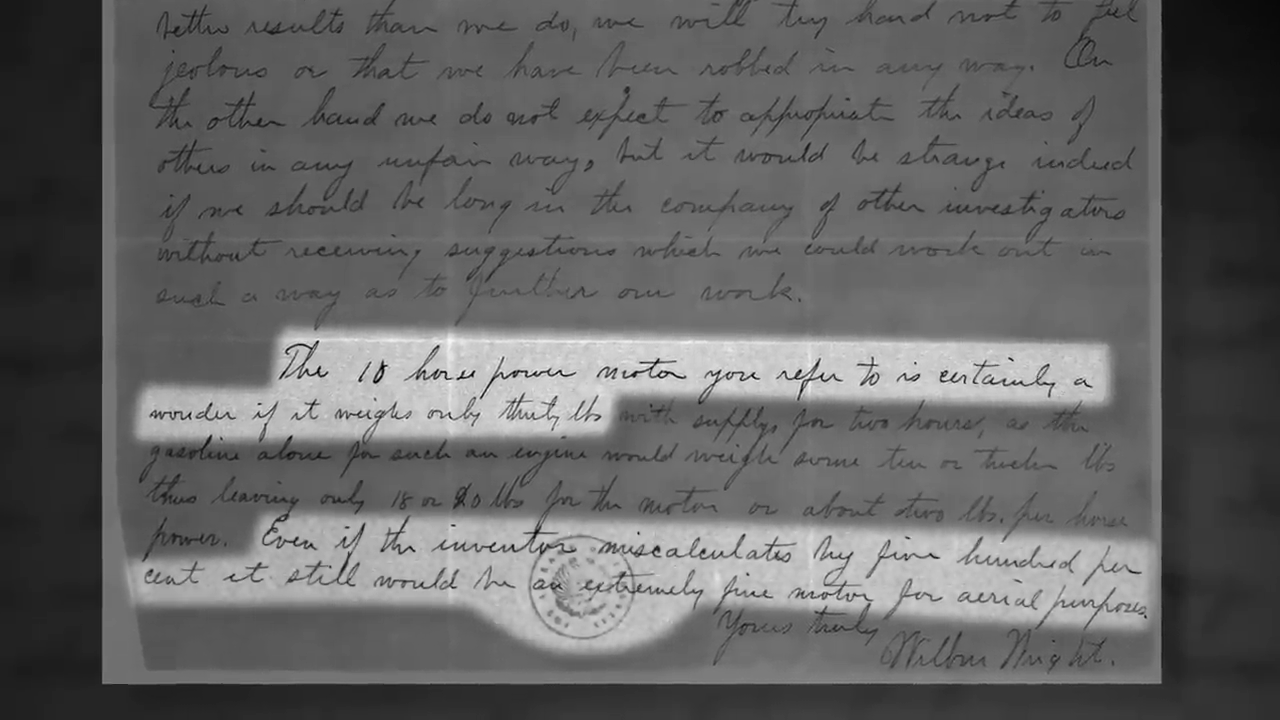 better results than we do, we will try hard not to feel
jealous or that we have been robbed in any way. On
the other hand we do not expect to appropriate the ideas of
others in any unfair way, but it would be strange indeed
if we should be long in the company of other investigators
without receiving suggestions which we could work out in
such a way as to further our work.
The 10 horse power motor you refer to is certainly a
wonder if it weighs only thirty lbs with supply for two hours, as the
gasoline alone for such an engine would weigh some ten or twelve lbs
thus leaving only 18 or 20 lbs for the motor or about two lbs. per horse
power. Even if the inventor miscalculates by five hundred per
cent it still would be an extremely fine motor for aerial purposes.
Yours truly
Wilbur Wright.